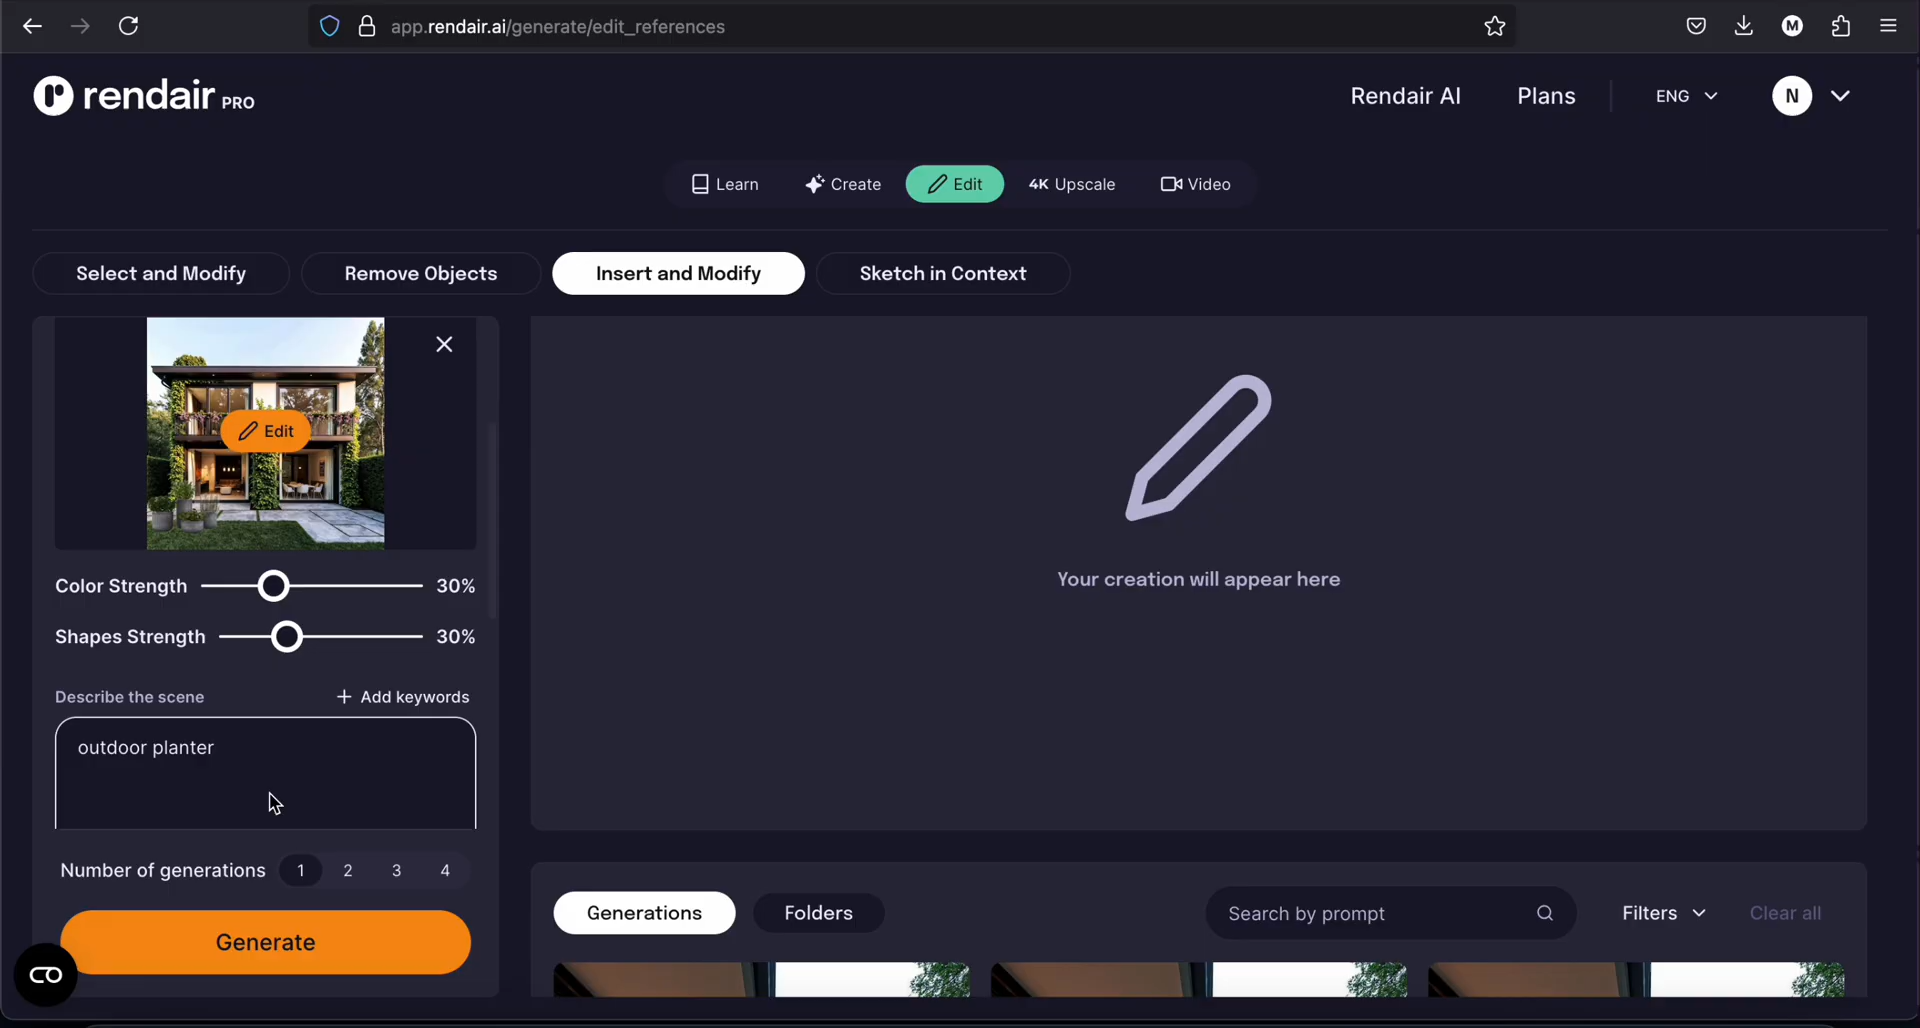 app.rendair.ai/generate/edit_references
M
rendair PRO
Rendair AI
Plans
ENG
N
Learn
Create
Edit
4K Upscale
Video
Select and Modify
Remove Objects
Insert and Modify
Sketch in Context
Edit
Color Strength
30%
Shapes Strength
30%
Describe the scene
+ Add keywords
outdoor planter
Number of generations
1
2
3
4
Generate
Your creation will appear here
Generations
Folders
Search by prompt
Filters
Clear all